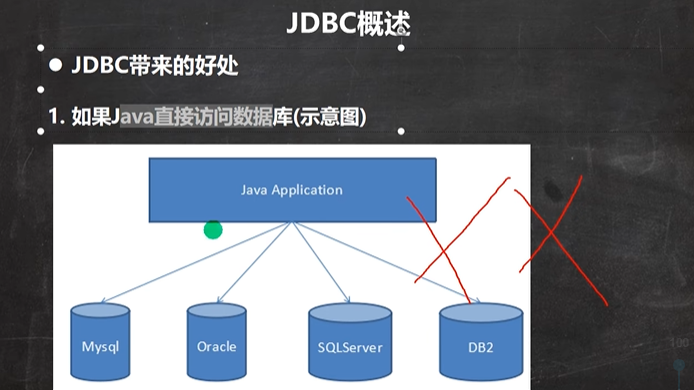 JDBC概述
● JDBC带来的好处
1. 如果Java直接访问数据库(示意图)
Java Application
Mysql
Oracle
SQLServer
DB2
100